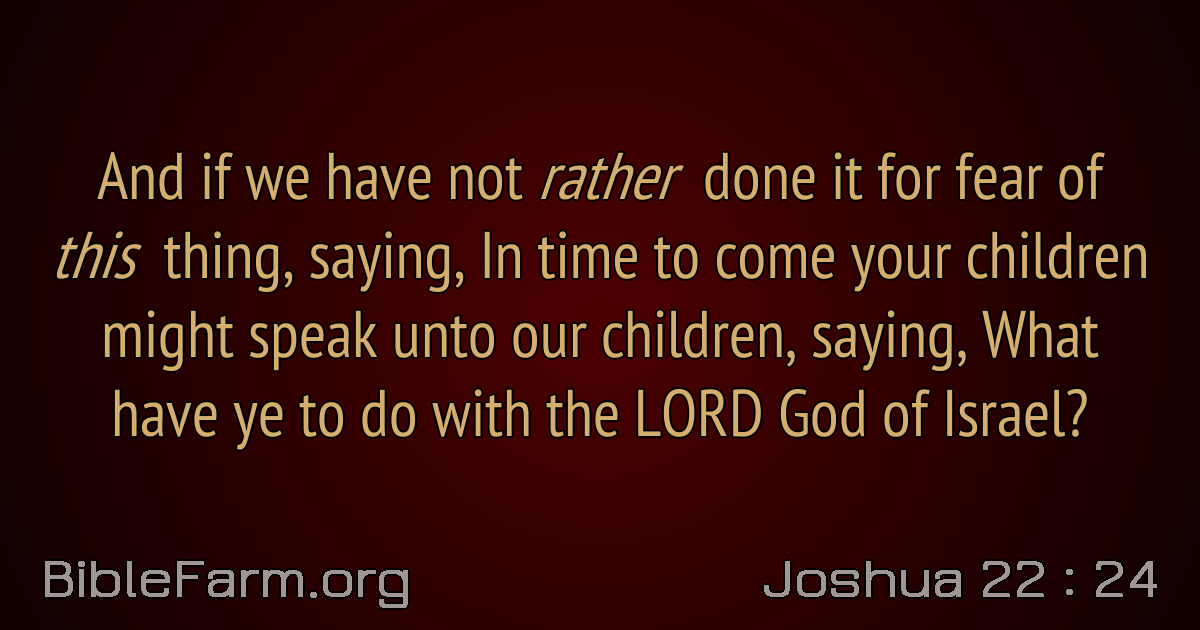 And if we have not rather done it for fear of
this thing, saying, In time to come your children
might speak unto our children, saying, What
have ye to do with the LORD God of Israel?
BibleFarm.org
Joshua 22 : 24